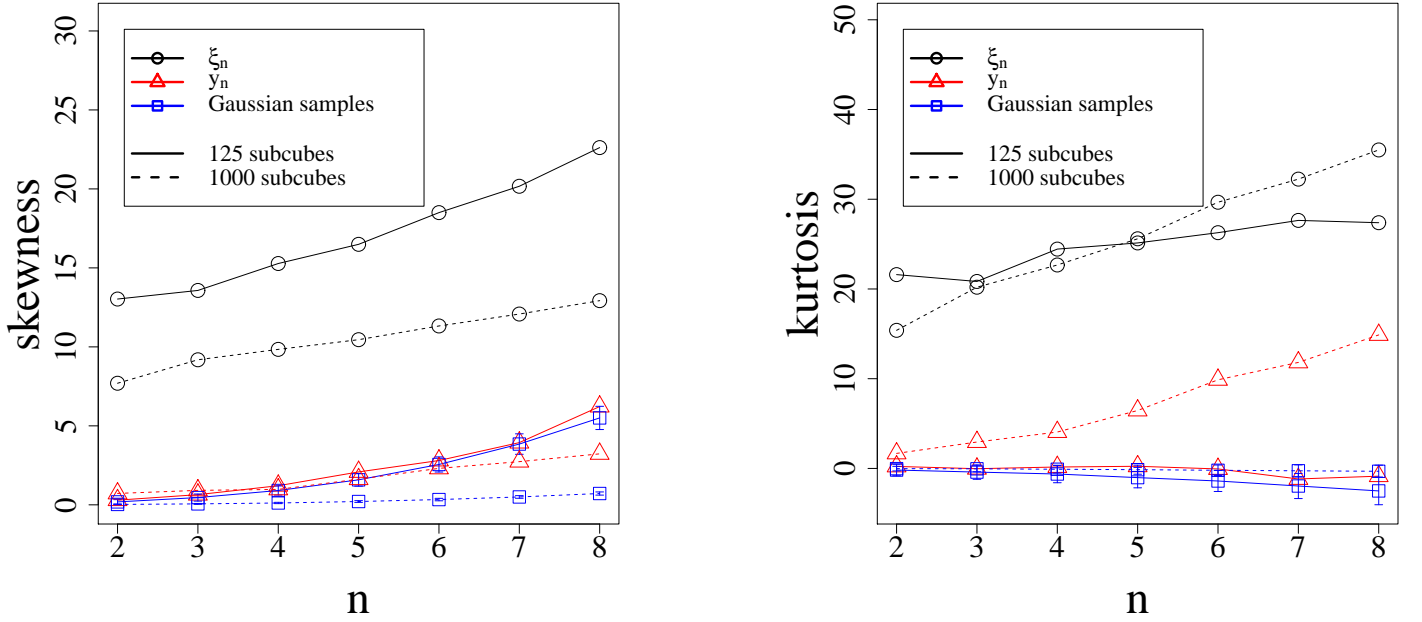 skewness
30
25
20
15
10
5
0
ξn
yn
Gaussian samples
125 subcubes
1000 subcubes
2 3 4 5 6 7 8
n
kurtosis
50
40
30
20
10
0
ξn
yn
Gaussian samples
125 subcubes
1000 subcubes
2 3 4 5 6 7 8
n